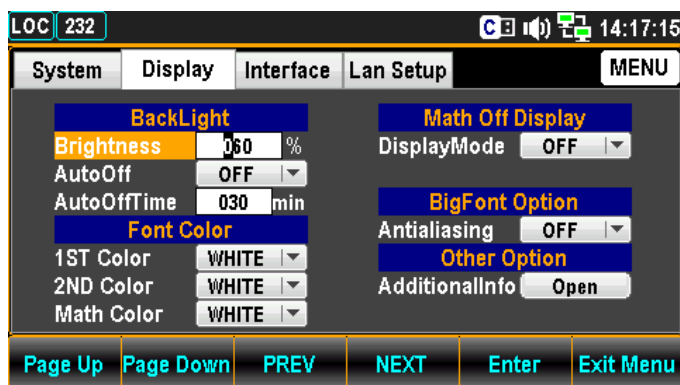 LOC 232 C 14:17:15
System Display Interface Lan Setup MENU
BackLight
Brightness 060 %
AutoOff OFF
AutoOffTime 030 min
Font Color
1ST Color WHITE
2ND Color WHITE
Math Color WHITE
Math Off Display
DisplayMode OFF
BigFont Option
Antialiasing OFF
Other Option
AdditionalInfo Open
Page Up Page Down PREV NEXT Enter Exit Menu